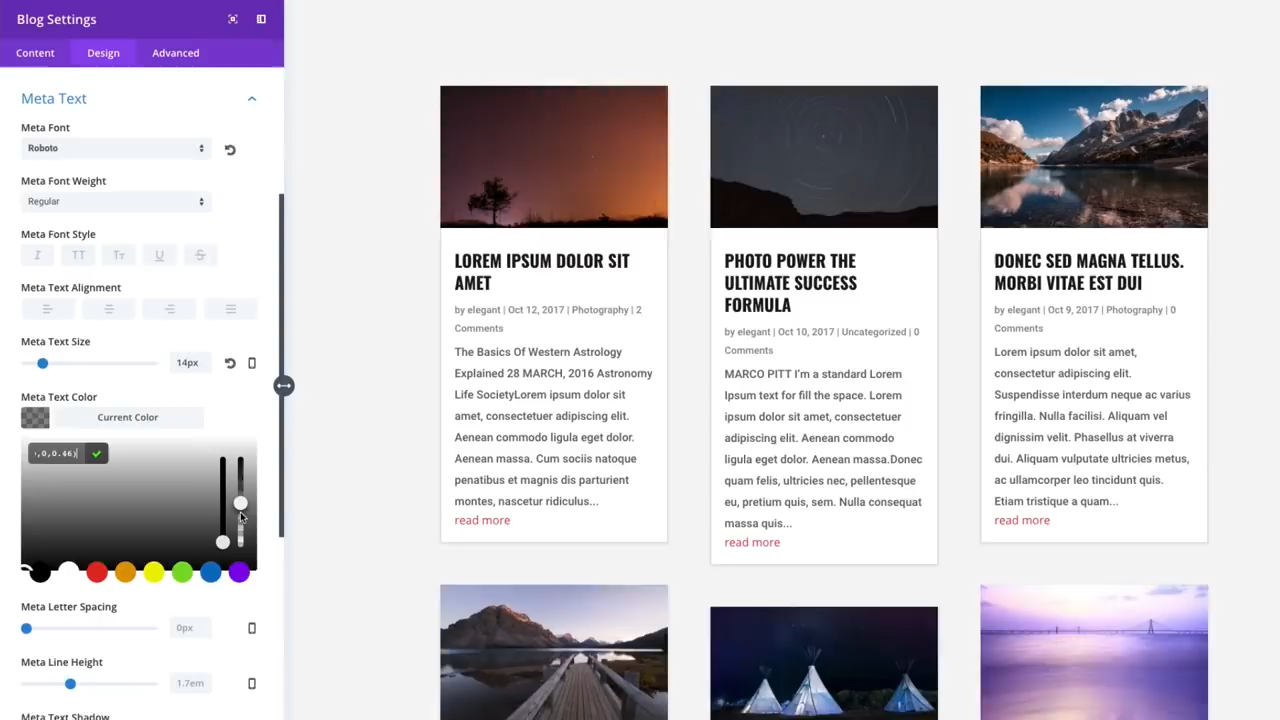 Blog Settings
Content
Design
Advanced
Meta Text
Meta Font
Roboto
Meta Font Weight
Regular
Meta Font Style
I
TT
TT
U
S
Meta Text Alignment
Meta Text Size
14px
Meta Text Color
Current Color
,0,0.46)
Meta Letter Spacing
0px
Meta Line Height
1.7em
Meta Text Shadow
LOREM IPSUM DOLOR SIT
AMET
by elegant | Oct 12, 2017 | Photography | 2
Comments
The Basics Of Western Astrology
Explained 28 MARCH, 2016 Astronomy
Life SocietyLorem ipsum dolor sit
amet, consectetuer adipiscing elit.
Aenean commodo ligula eget dolor.
Aenean massa. Cum sociis natoque
penatibus et magnis dis parturient
montes, nascetur ridiculus...
read more
PHOTO POWER THE
ULTIMATE SUCCESS
FORMULA
by elegant | Oct 10, 2017 | Uncategorized | 0
Comments
MARCO PITT I'm a standard Lorem
Ipsum text for fill the space. Lorem
ipsum dolor sit amet, consectetuer
adipiscing elit. Aenean commodo
ligula eget dolor. Aenean massa.Donec
quam felis, ultricies nec, pellentesque
eu, pretium quis, sem. Nulla consequat
massa quis...
read more
DONEC SED MAGNA TELLUS.
MORBI VITAE EST DUI
by elegant | Oct 9, 2017 | Photography | 0
Comments
Lorem ipsum dolor sit amet,
consectetur adipiscing elit.
Suspendisse interdum neque ac varius
fringilla. Nulla facilisi. Aliquam vel
dignissim velit. Phasellus at viverra
dui. Aliquam vulputate ultricies metus,
ac ullamcorper leo tincidunt quis.
Etiam tristique a quam...
read more